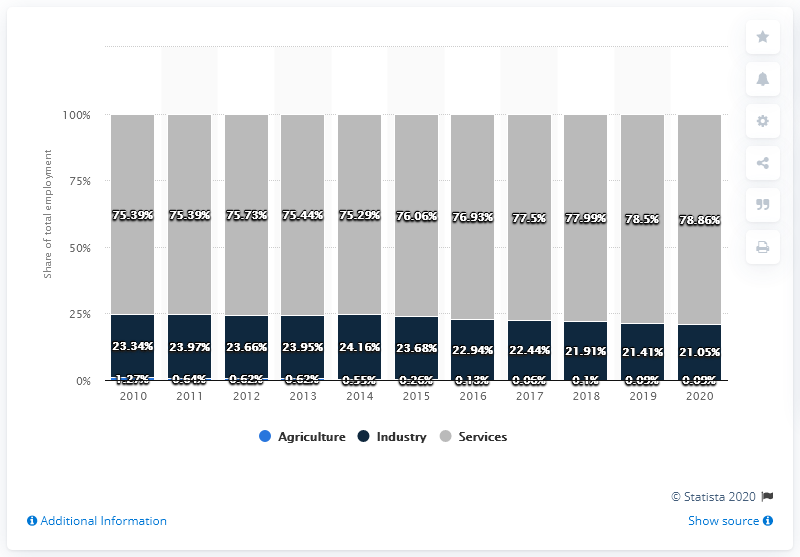 Share of total employment
100%
75%
50%
25%
0%
75.39% 75.39% 75.73% 75.44% 75.29% 76.06% 76.93% 77.5% 77.99% 78.5% 78.86%
23.34% 23.97% 23.66% 23.95% 24.16% 23.68% 22.94% 22.44% 21.91% 21.41% 21.05%
1.27% 0.64% 0.62% 0.62% 0.55% 0.26% 0.13% 0.06% 0.1% 0.09% 0.09%
2010 2011 2012 2013 2014 2015 2016 2017 2018 2019 2020
Agriculture Industry Services
© Statista 2020
Additional Information Show source